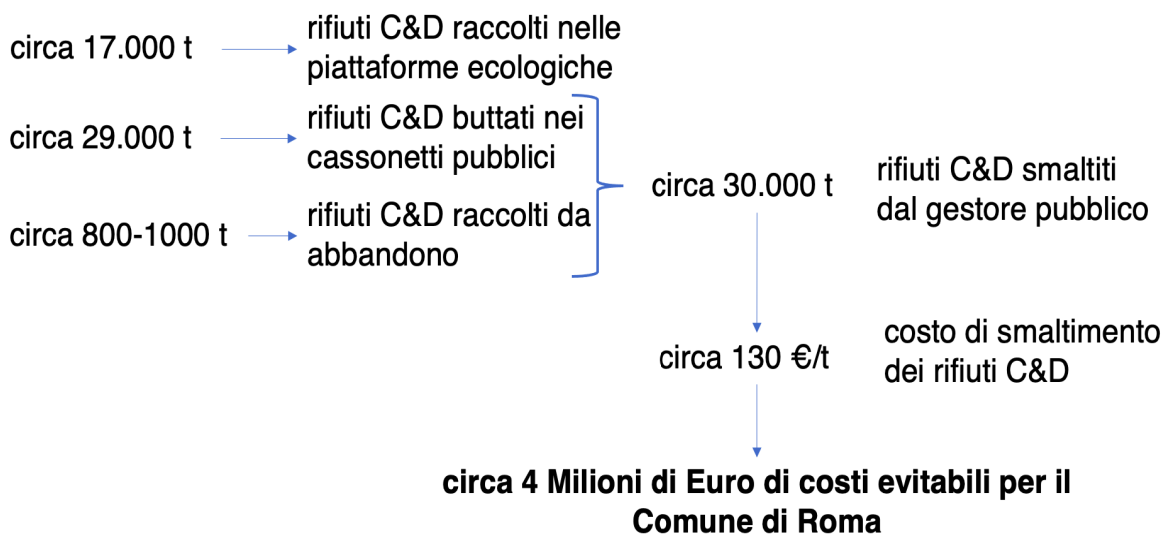 circa 17.000 t
rifiuti C&D raccolti nelle
piattaforme ecologiche
circa 29.000 t
rifiuti C&D buttati nei
cassonetti pubblici
circa 800-1000 t
rifiuti C&D raccolti da
abbandono
circa 30.000 t
rifiuti C&D smaltiti
dal gestore pubblico
circa 130 €/t
costo di smaltimento
dei rifiuti C&D
circa 4 Milioni di Euro di costi evitabili per il
Comune di Roma